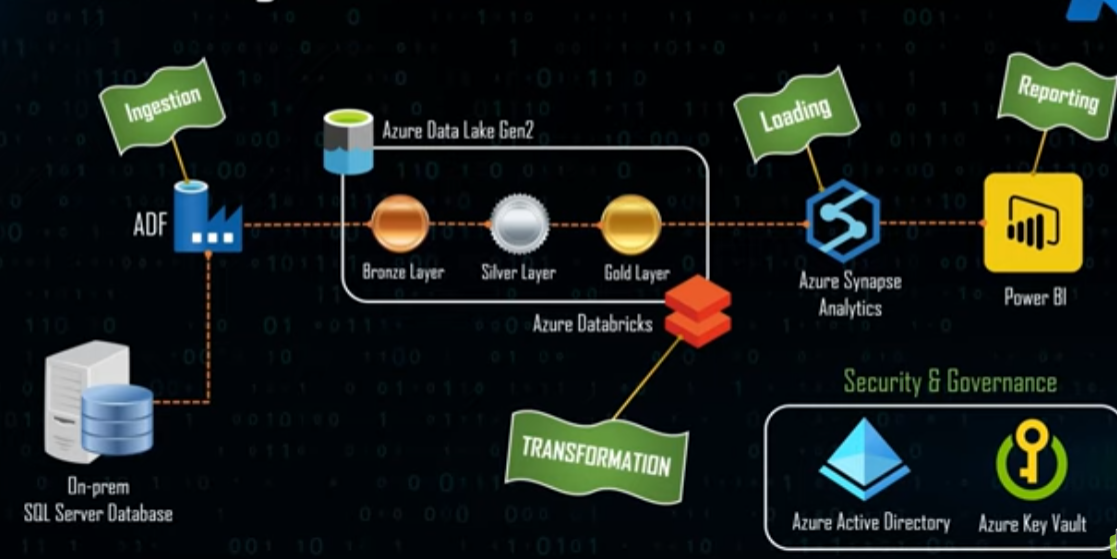 Ingestion
Loading
Reporting
Azure Data Lake Gen2
ADF
Bronze Layer
Silver Layer
Gold Layer
Azure Synapse
Analytics
Power BI
Azure Databricks
Security & Governance
TRANSFORMATION
On-prem
SQL Server Database
Azure Active Directory
Azure Key Vault